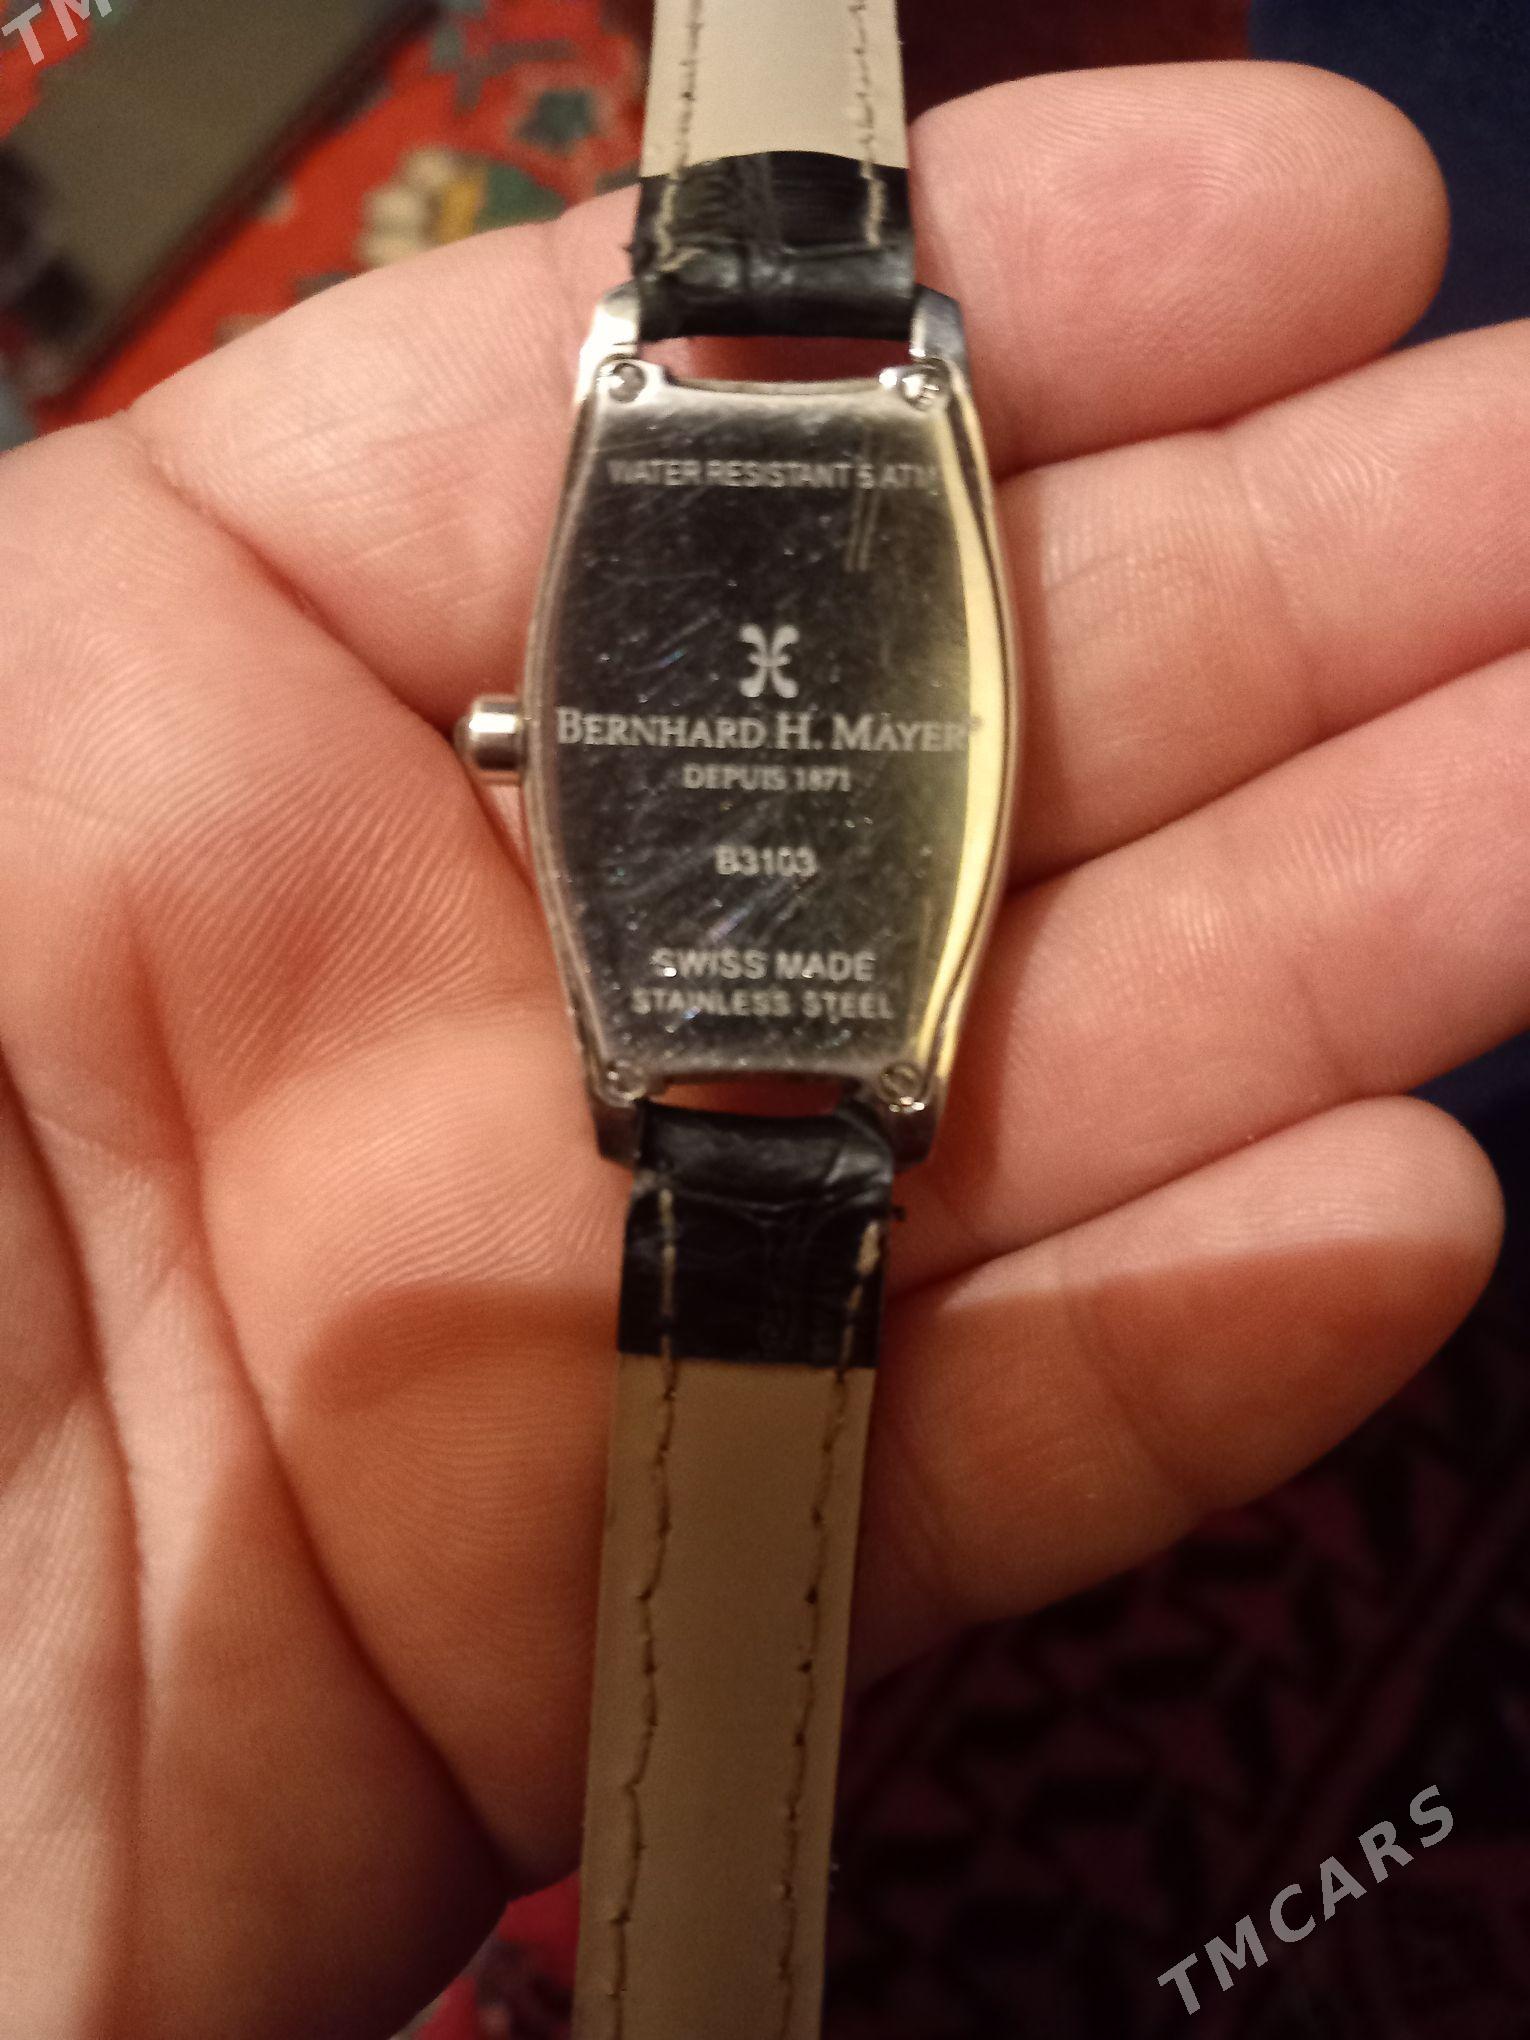 TM
WATER RESISTANT 5 ATM
BERNHARD H. MAYER®
DEPUIS 1871
B3103
SWISS MADE
STAINLESS STEEL
TMCARS